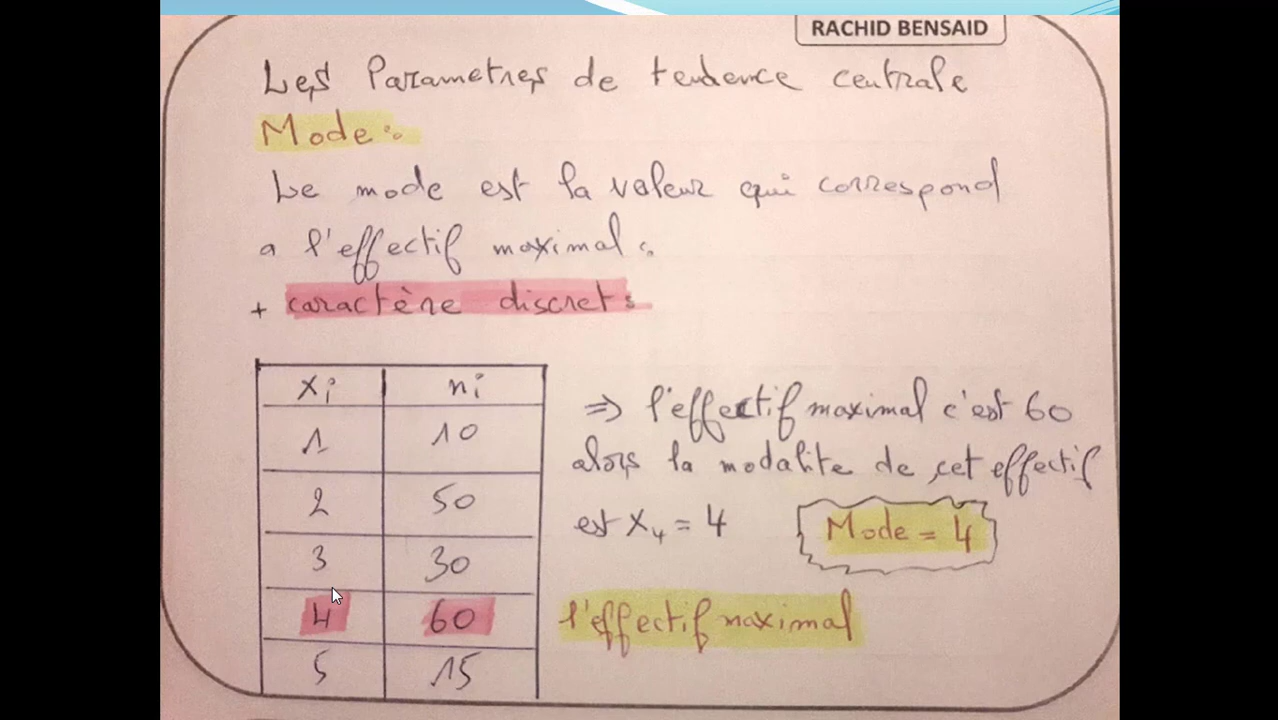 RACHID BENSAID
Les Parametres de tendence centrale
Mode :
Le mode est la valeur qui correspond
a l'effectif maximal :
+ caractère discret :
xi ni
1 10
2 50
3 30
4 60
5 15
⇒ l'effectif maximal c'est 60
alors la modalite de cet effectif
est x4 = 4
Mode = 4
l'effectif maximal